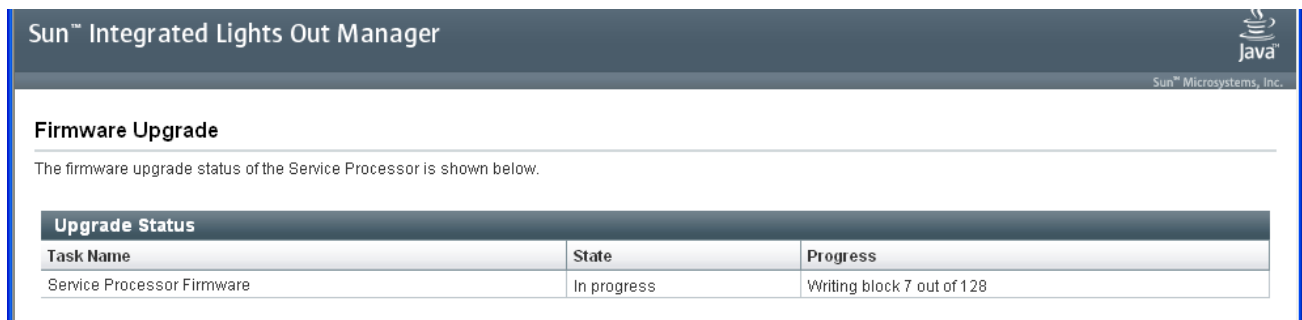 Sun™ Integrated Lights Out Manager
Java™
Sun™ Microsystems, Inc.
Firmware Upgrade
The firmware upgrade status of the Service Processor is shown below.
Upgrade Status
Task Name State Progress
Service Processor Firmware In progress Writing block 7 out of 128